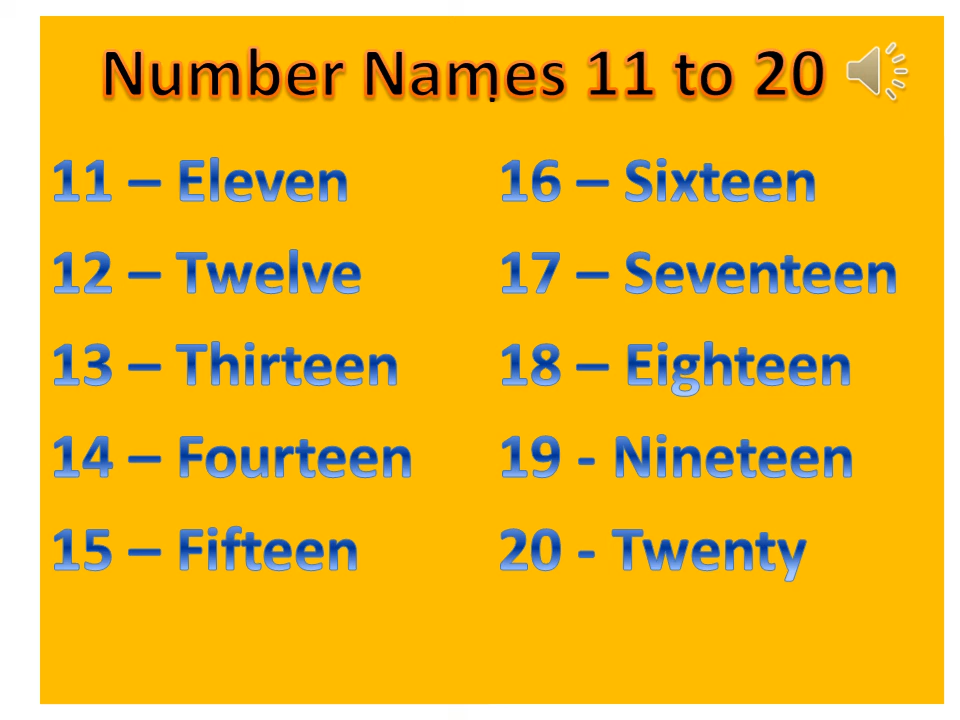 Number Names 11 to 20
11 – Eleven
12 – Twelve
13 – Thirteen
14 – Fourteen
15 – Fifteen
16 – Sixteen
17 – Seventeen
18 – Eighteen
19 - Nineteen
20 - Twenty